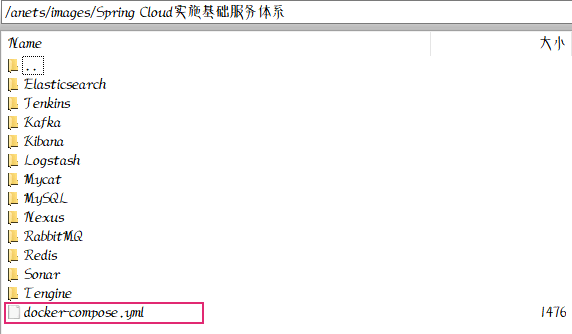 /anets/images/Spring Cloud实施基础服务体系
Name 大小
..
Elasticsearch
Jenkins
Kafka
Kibana
Logstash
Mycat
MySQL
Nexus
RabbitMQ
Redis
Sonar
Tengine
docker-compose.yml 1476